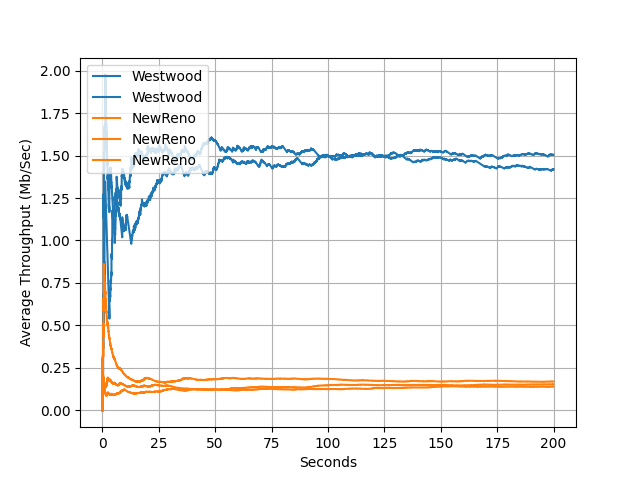 Westwood
Westwood
NewReno
NewReno
NewReno
2.00
1.75
1.50
1.25
1.00
0.75
0.50
0.25
0.00
Average Throughput (Mb/Sec)
0 25 50 75 100 125 150 175 200
Seconds